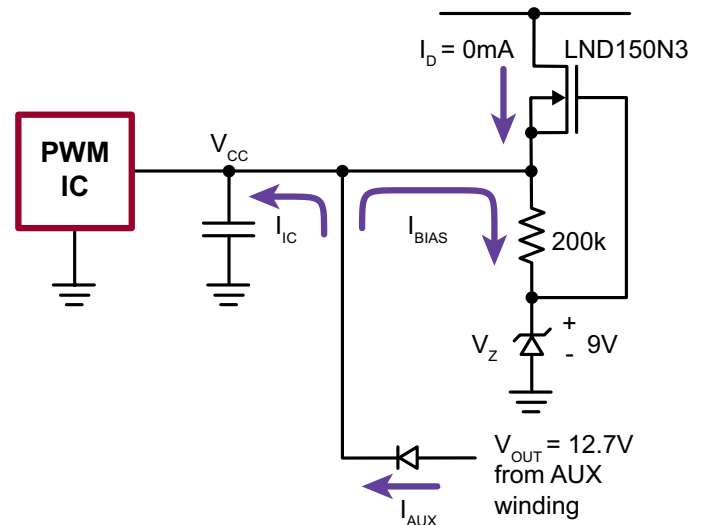 I_D = 0mA
LND150N3
PWM
IC
V_CC
I_IC
I_BIAS
200k
V_Z
+
-
9V
V_OUT = 12.7V
from AUX
winding
I_AUX